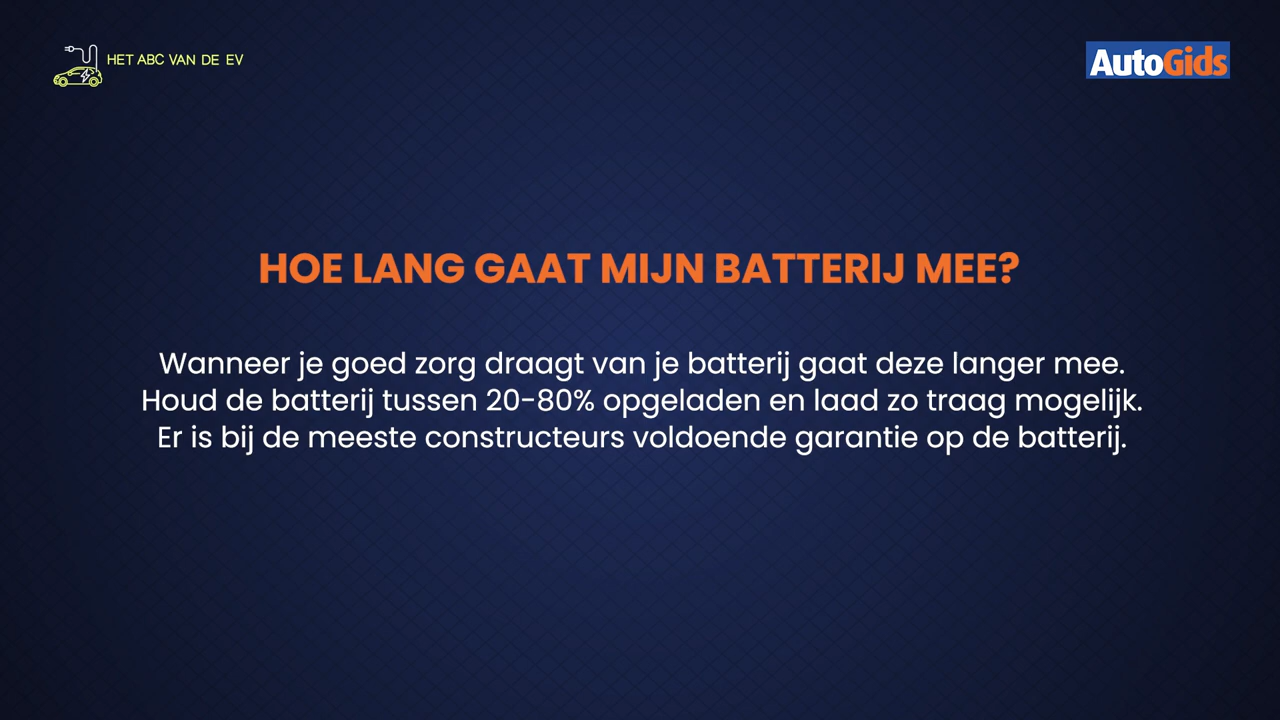 HET ABC VAN DE EV
AutoGids
HOE LANG GAAT MIJN BATTERIJ MEE?
Wanneer je goed zorg draagt van je batterij gaat deze langer mee.
Houd de batterij tussen 20-80% opgeladen en laad zo traag mogelijk.
Er is bij de meeste constructeurs voldoende garantie op de batterij.